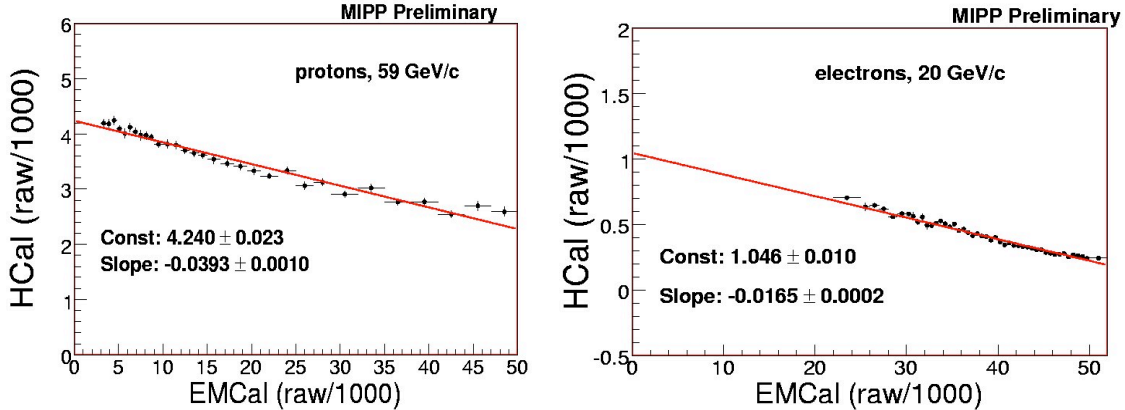 MIPP Preliminary
protons, 59 GeV/c
HCal (raw/1000)
6
5
4
3
2
1
0
Const: 4.240 ± 0.023
Slope: -0.0393 ± 0.0010
0 5 10 15 20 25 30 35 40 45 50
EMCal (raw/1000)
MIPP Preliminary
electrons, 20 GeV/c
HCal (raw/1000)
2
1.5
1
0.5
0
-0.5
Const: 1.046 ± 0.010
Slope: -0.0165 ± 0.0002
0 10 20 30 40 50
EMCal (raw/1000)